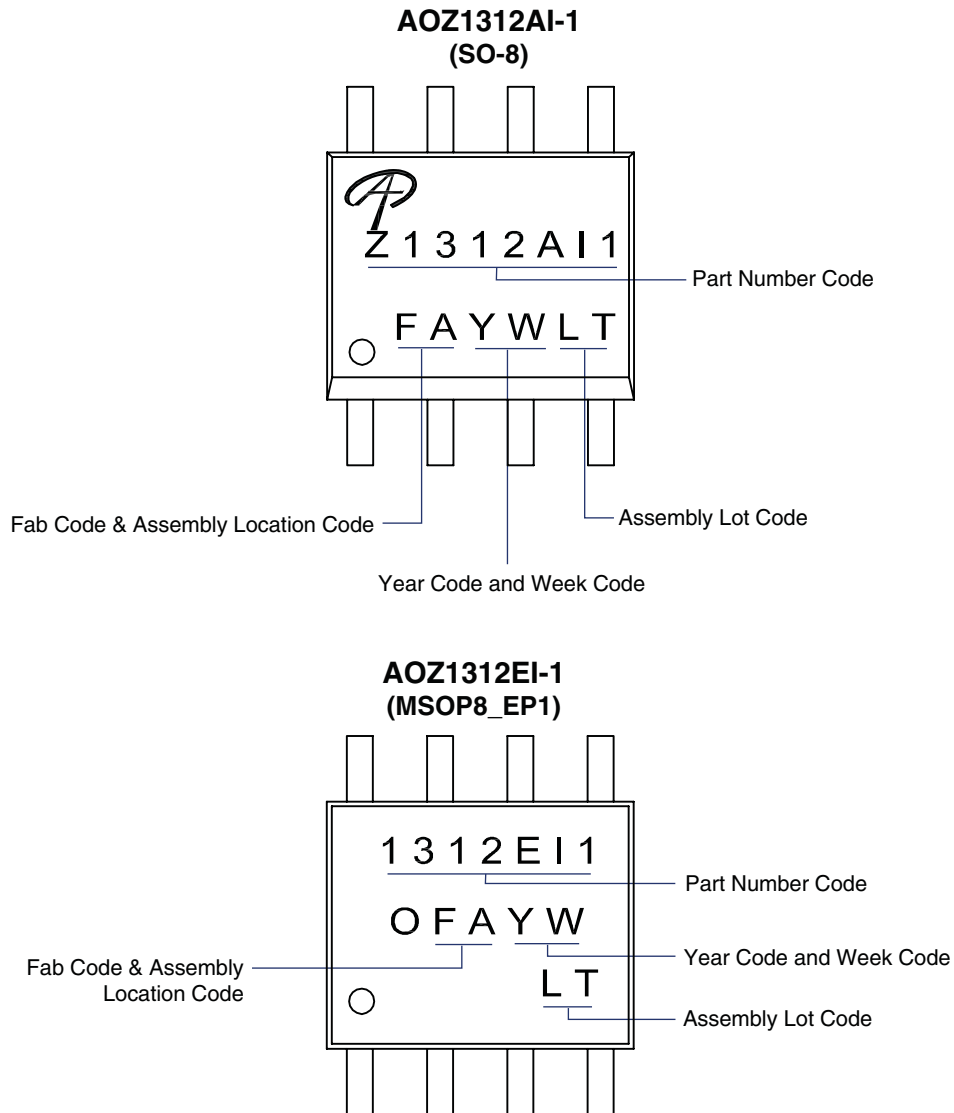 AOZ1312AI-1
(SO-8)
Z1312AI1
Part Number Code
FAYWLT
Fab Code & Assembly Location Code
Assembly Lot Code
Year Code and Week Code
AOZ1312EI-1
(MSOP8_EP1)
1312EI1
Part Number Code
OFAYW
Year Code and Week Code
Fab Code & Assembly
Location Code
LT
Assembly Lot Code